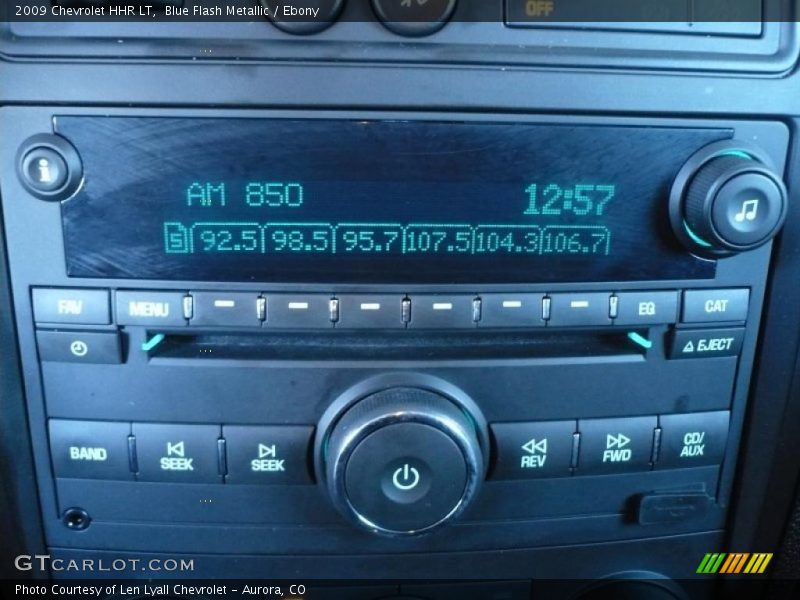 2009 Chevrolet HHR LT, Blue Flash Metallic / Ebony
OFF
i
AM 850 12:57
5 92.5 98.5 95.7 107.5 104.3 106.7
FAV MENU EQ CAT
EJECT
BAND SEEK SEEK REV FWD CD/AUX
GTCARLOT.COM
Photo Courtesy of Len Lyall Chevrolet - Aurora, CO